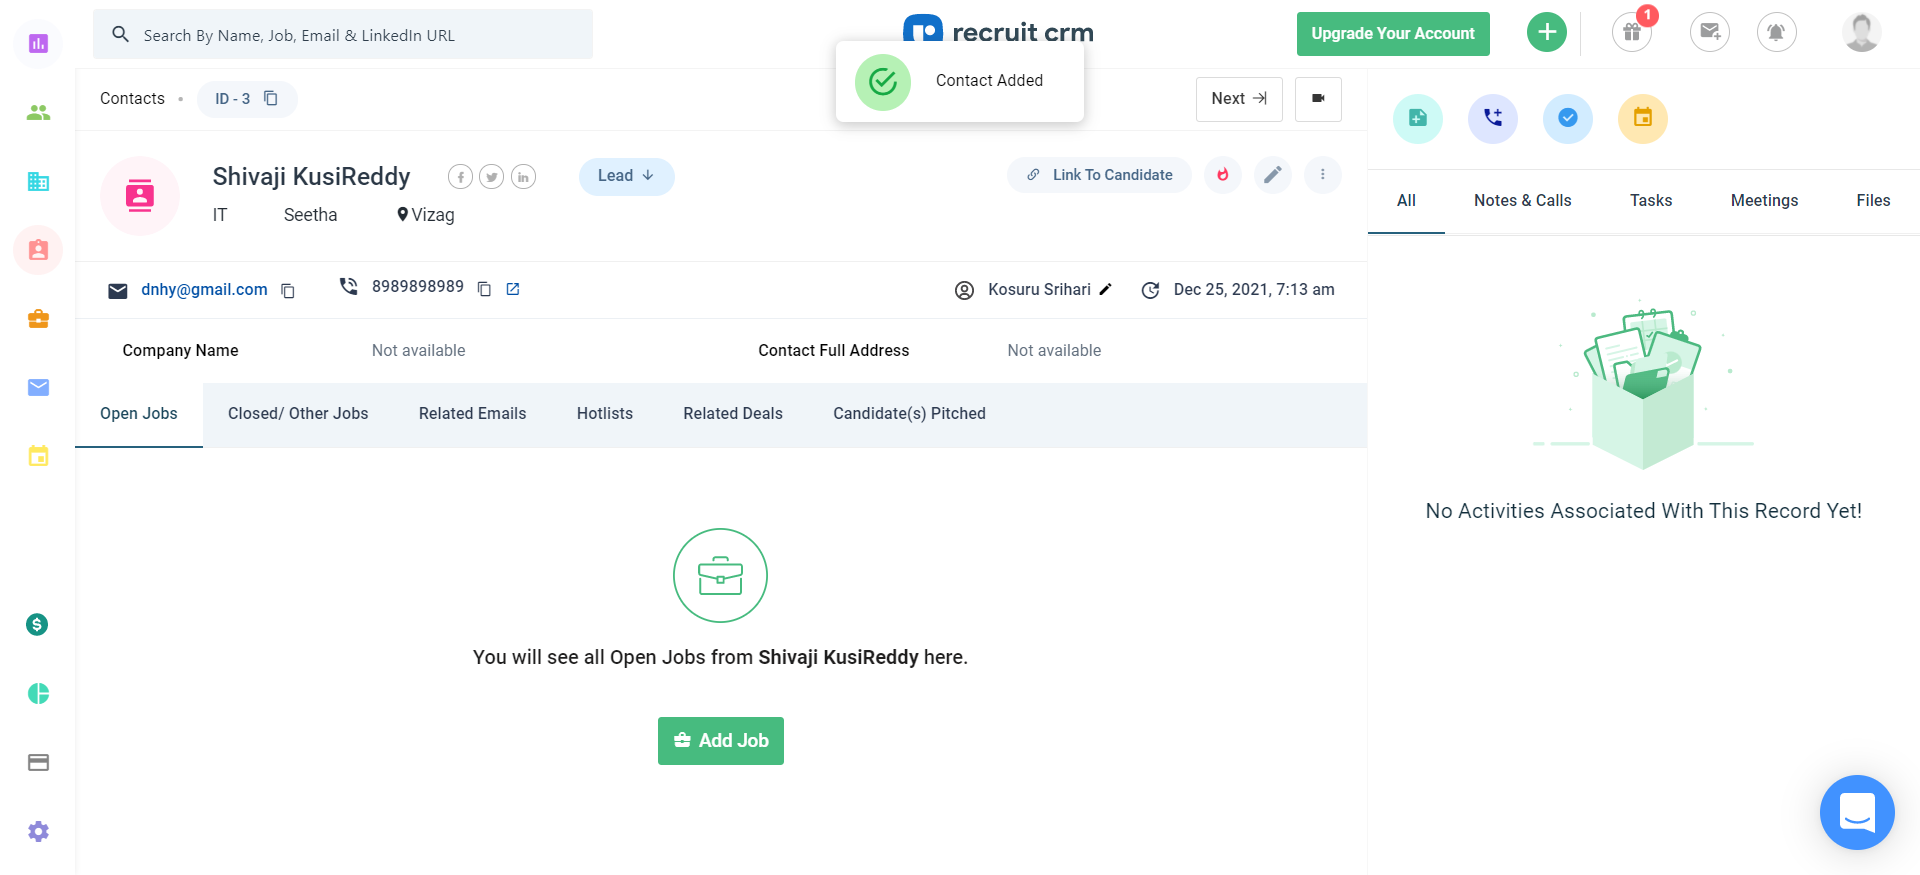 Search By Name, Job, Email & LinkedIn URL
recruit crm
Upgrade Your Account
1
Contact Added
Contacts
ID - 3
Next
Shivaji KusiReddy
Lead
Link To Candidate
IT Seetha Vizag
dnhy@gmail.com 8989898989 Kosuru Srihari Dec 25, 2021, 7:13 am
Company Name Not available Contact Full Address Not available
Open Jobs Closed/ Other Jobs Related Emails Hotlists Related Deals Candidate(s) Pitched
You will see all Open Jobs from Shivaji KusiReddy here.
Add Job
All Notes & Calls Tasks Meetings Files
No Activities Associated With This Record Yet!